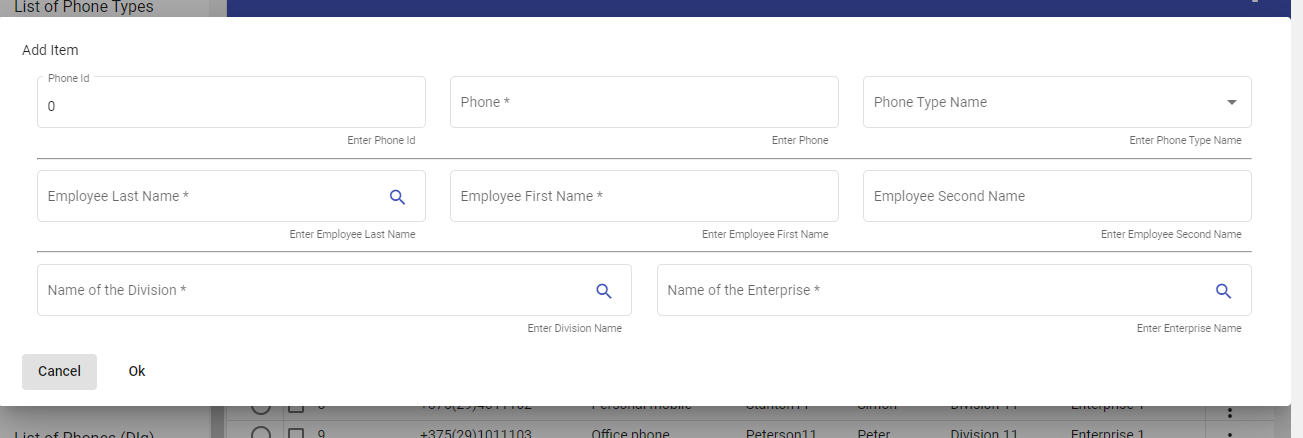 List of Phone Types
Add Item
Phone Id
0
Phone *
Phone Type Name
Enter Phone Id
Enter Phone
Enter Phone Type Name
Employee Last Name *
Employee First Name *
Employee Second Name
Enter Employee Last Name
Enter Employee First Name
Enter Employee Second Name
Name of the Division *
Name of the Enterprise *
Enter Division Name
Enter Enterprise Name
Cancel
Ok
Personal mobile Stanton11 Simon Division 11 Enterprise 1
List of Phones (Dlg)
9 +375(29)1011103 Office phone Peterson11 Peter Division 11 Enterprise 1